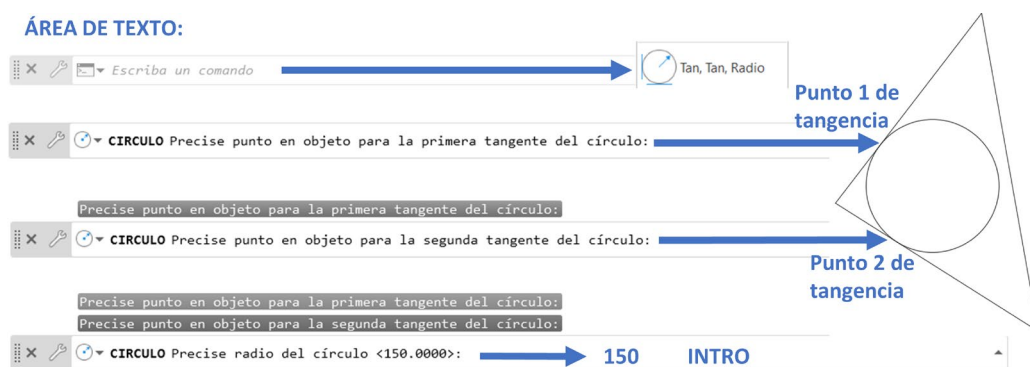 ÁREA DE TEXTO:
Escriba un comando
Tan, Tan, Radio
Punto 1 de
tangencia
CIRCULO Precise punto en objeto para la primera tangente del círculo:
Precise punto en objeto para la primera tangente del círculo:
CIRCULO Precise punto en objeto para la segunda tangente del círculo:
Punto 2 de
tangencia
Precise punto en objeto para la primera tangente del círculo:
Precise punto en objeto para la segunda tangente del círculo:
CIRCULO Precise radio del círculo <150.0000>:
150 INTRO